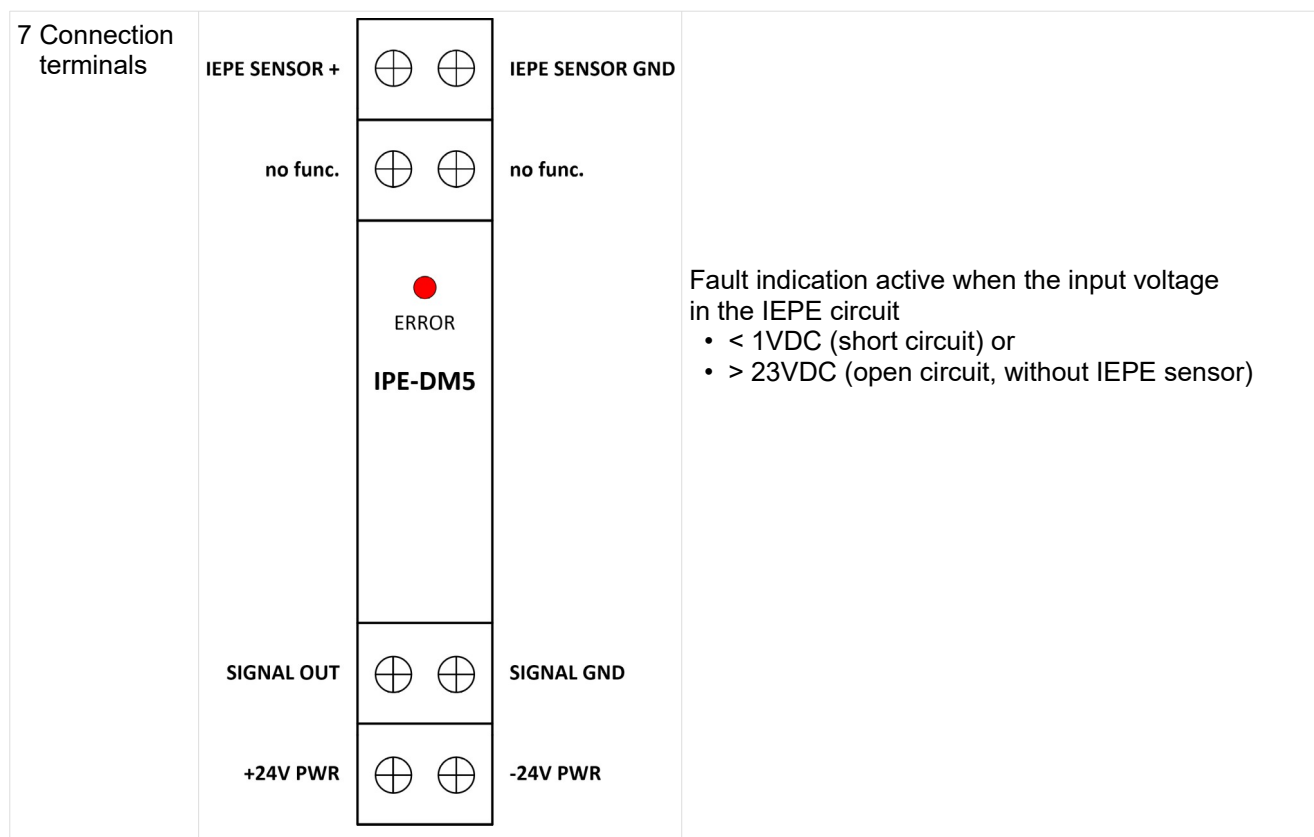 7 Connection
terminals
IEPE SENSOR +
IEPE SENSOR GND
no func.
no func.
ERROR
IPE-DM5
SIGNAL OUT
SIGNAL GND
+24V PWR
-24V PWR
Fault indication active when the input voltage
in the IEPE circuit
• < 1VDC (short circuit) or
• > 23VDC (open circuit, without IEPE sensor)